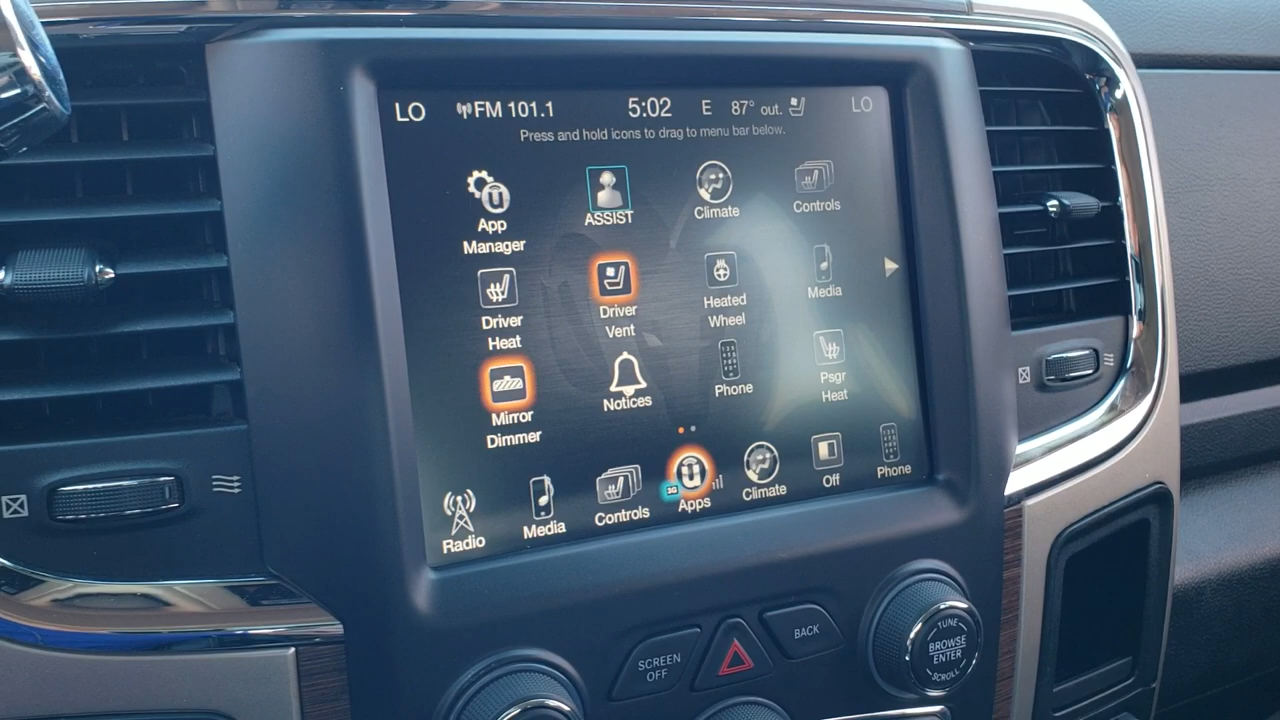 LO FM 101.1 5:02 E 87° out. LO
Press and hold icons to drag to menu bar below.
App
Manager
ASSIST
Climate
Controls
Driver
Heat
Driver
Vent
Heated
Wheel
Media
Mirror
Dimmer
Notices
Phone
Psgr
Heat
Radio
Media
Controls
3G
Apps
Climate
Off
Phone
SCREEN
OFF
BACK
TUNE
BROWSE
ENTER
SCROLL